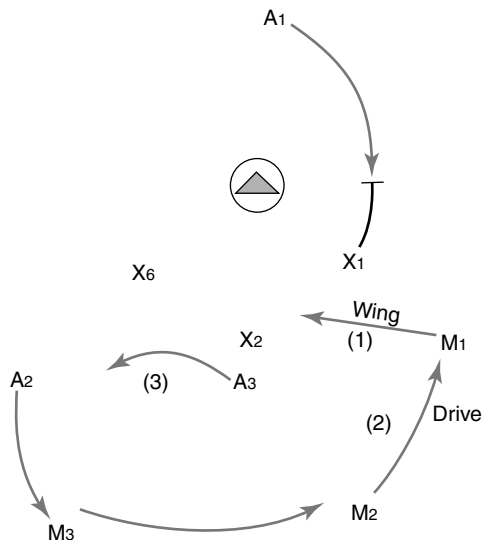 A1
X1
X6
Wing
X2
(1)
M1
A2
(3)
A3
Drive
(2)
M2
M3